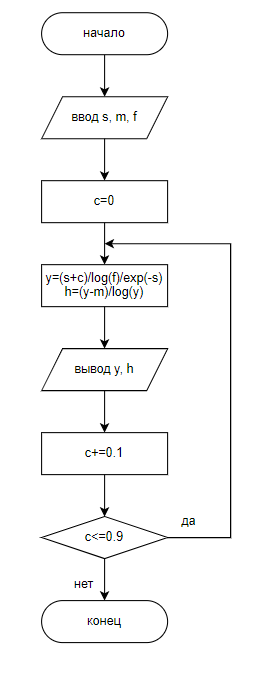 начало
ввод s, m, f
c=0
y=(s+c)/log(f)/exp(-s)
h=(y-m)/log(y)
вывод y, h
c+=0.1
c<=0.9
да
нет
конец